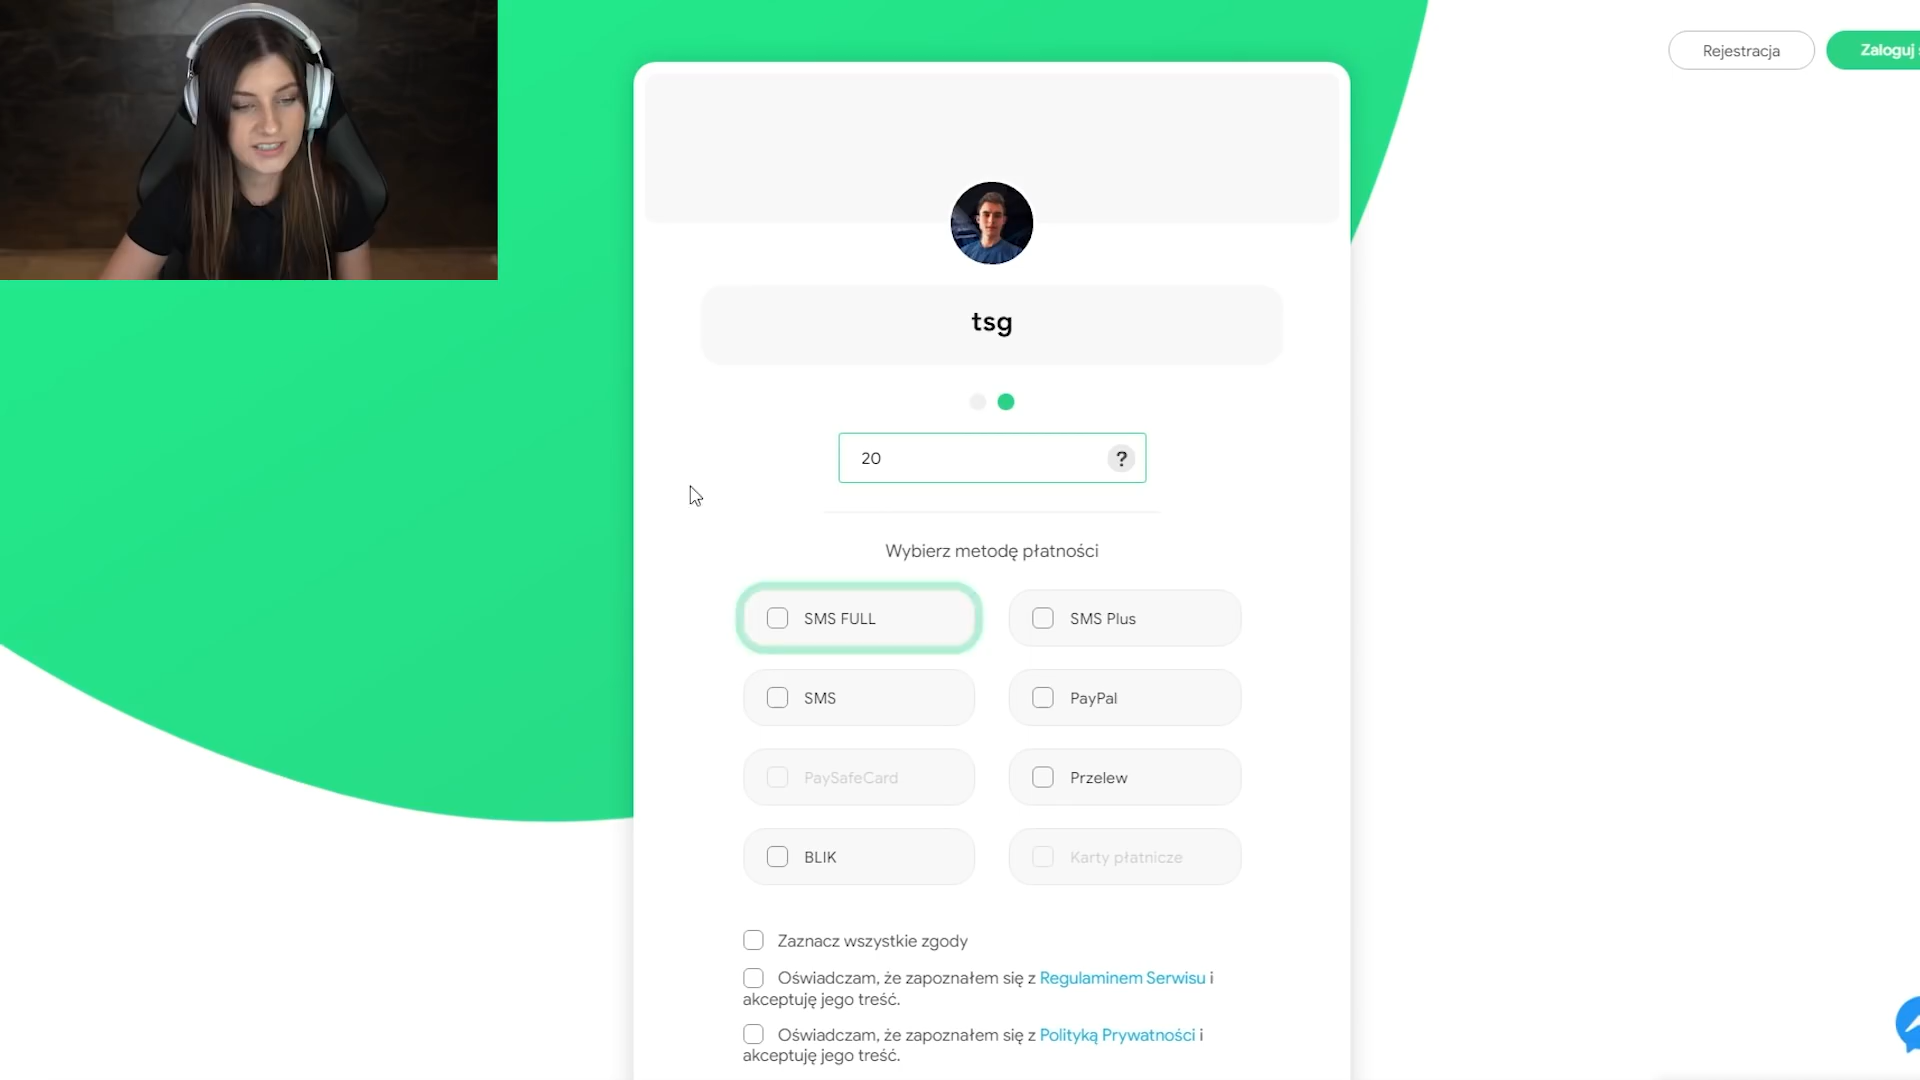 Rejestracja
Zaloguj
tsg
20
?
Wybierz metodę płatności
SMS FULL
SMS Plus
SMS
PayPal
PaySafeCard
Przelew
BLIK
Karty płatnicze
Zaznacz wszystkie zgody
Oświadczam, że zapoznałem się z Regulaminem Serwisu i
akceptuję jego treść.
Oświadczam, że zapoznałem się z Polityką Prywatności i
akceptuję jego treść.